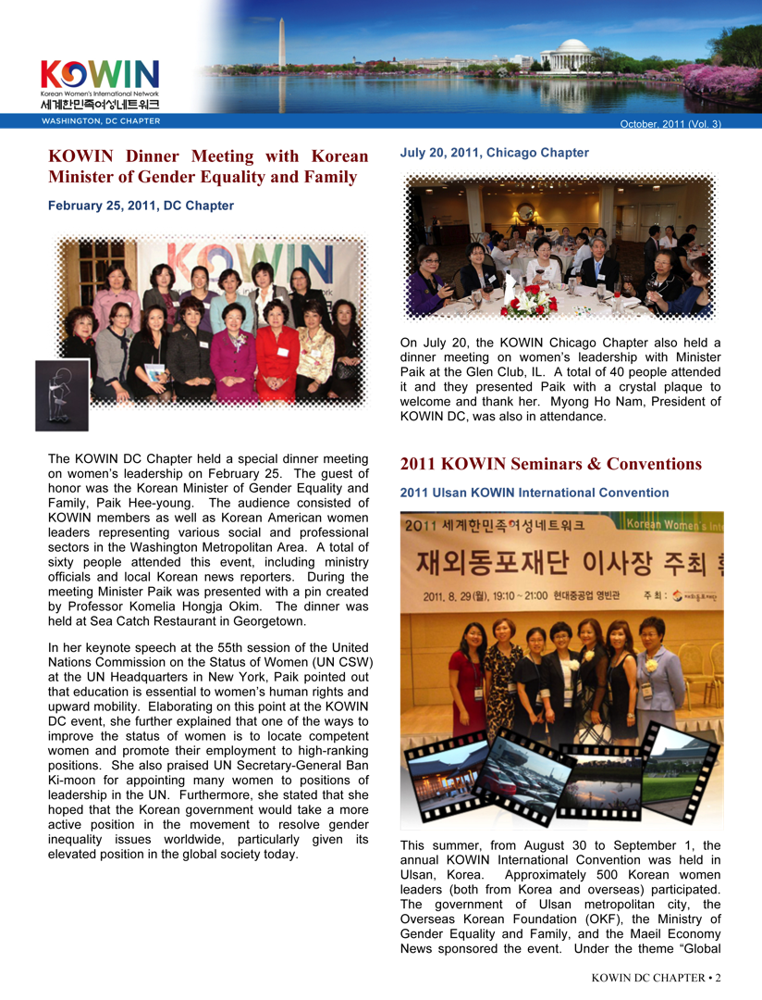 KOWIN
Korean Women's International Network
세계한민족여성네트워크
WASHINGTON, DC CHAPTER
October, 2011 (Vol. 3)
KOWIN Dinner Meeting with Korean
Minister of Gender Equality and Family
February 25, 2011, DC Chapter
KOWIN
The KOWIN DC Chapter held a special dinner meeting
on women's leadership on February 25. The guest of
honor was the Korean Minister of Gender Equality and
Family, Paik Hee-young. The audience consisted of
KOWIN members as well as Korean American women
leaders representing various social and professional
sectors in the Washington Metropolitan Area. A total of
sixty people attended this event, including ministry
officials and local Korean news reporters. During the
meeting Minister Paik was presented with a pin created
by Professor Komelia Hongja Okim. The dinner was
held at Sea Catch Restaurant in Georgetown.
In her keynote speech at the 55th session of the United
Nations Commission on the Status of Women (UN CSW)
at the UN Headquarters in New York, Paik pointed out
that education is essential to women's human rights and
upward mobility. Elaborating on this point at the KOWIN
DC event, she further explained that one of the ways to
improve the status of women is to locate competent
women and promote their employment to high-ranking
positions. She also praised UN Secretary-General Ban
Ki-moon for appointing many women to positions of
leadership in the UN. Furthermore, she stated that she
hoped that the Korean government would take a more
active position in the movement to resolve gender
inequality issues worldwide, particularly given its
elevated position in the global society today.
July 20, 2011, Chicago Chapter
On July 20, the KOWIN Chicago Chapter also held a
dinner meeting on women's leadership with Minister
Paik at the Glen Club, IL. A total of 40 people attended
it and they presented Paik with a crystal plaque to
welcome and thank her. Myong Ho Nam, President of
KOWIN DC, was also in attendance.
2011 KOWIN Seminars & Conventions
2011 Ulsan KOWIN International Convention
2011 세계한민족여성네트워크
Korean Women's Inte
재외동포재단 이사장 주최 환
2011. 8. 29(월), 19:10 ~ 21:00 현대중공업 영빈관 주 최 : 재외동포재단
This summer, from August 30 to September 1, the
annual KOWIN International Convention was held in
Ulsan, Korea. Approximately 500 Korean women
leaders (both from Korea and overseas) participated.
The government of Ulsan metropolitan city, the
Overseas Korean Foundation (OKF), the Ministry of
Gender Equality and Family, and the Maeil Economy
News sponsored the event. Under the theme “Global
KOWIN DC CHAPTER • 2